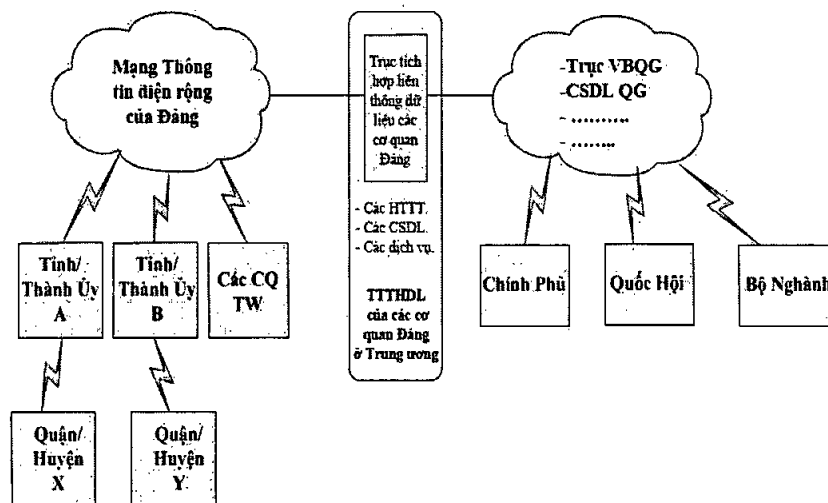 Mạng Thông
tin diện rộng
của Đảng
Trục tích
hợp liên
thông dữ
liệu các
cơ quan
Đảng
- Các HTTT.
- Các CSDL.
- Các dịch vụ.
TTTHDL
của các cơ
quan Đảng
ở Trung ương
-Trục VBQG
-CSDL QG
- ..........
- ........
Tỉnh/
Thành Ủy
A
Tỉnh/
Thành Ủy
B
Các CQ
TW
Chính Phủ
Quốc Hội
Bộ Nghành
Quận/
Huyện
X
Quận/
Huyện
Y